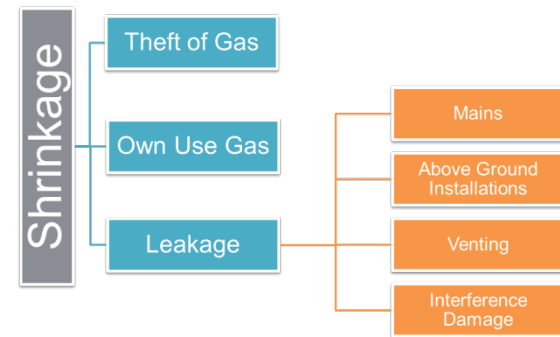 Shrinkage
Theft of Gas
Own Use Gas
Leakage
Mains
Above Ground
Installations
Venting
Interference
Damage